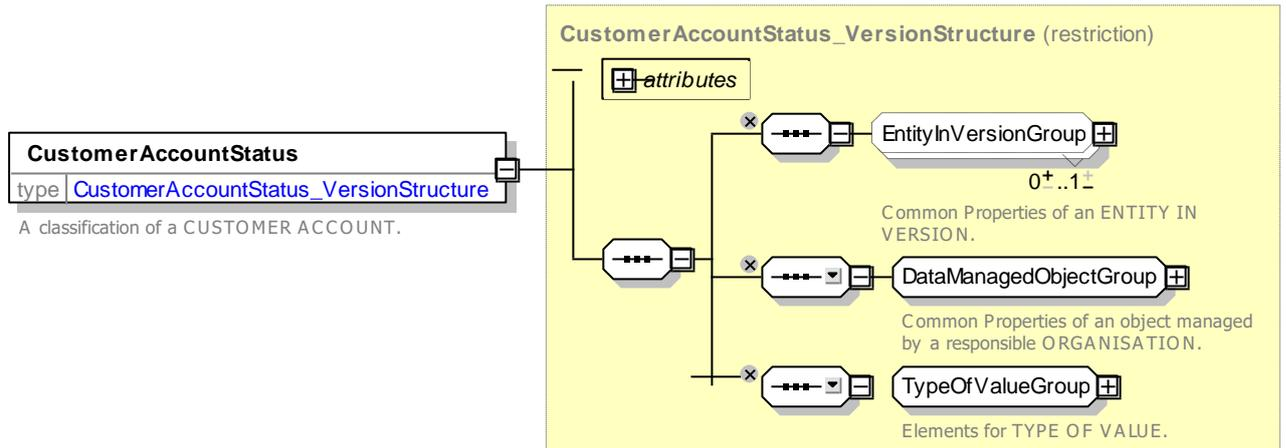 CustomerAccountStatus_VersionStructure (restriction)
attributes
EntityInVersionGroup
0..1
Common Properties of an ENTITY IN
VERSION.
CustomerAccountStatus
type CustomerAccountStatus_VersionStructure
A classification of a CUSTOMER ACCOUNT.
DataManagedObjectGroup
Common Properties of an object managed
by a responsible ORGANISATION.
TypeOfValueGroup
Elements for TYPE OF VALUE.